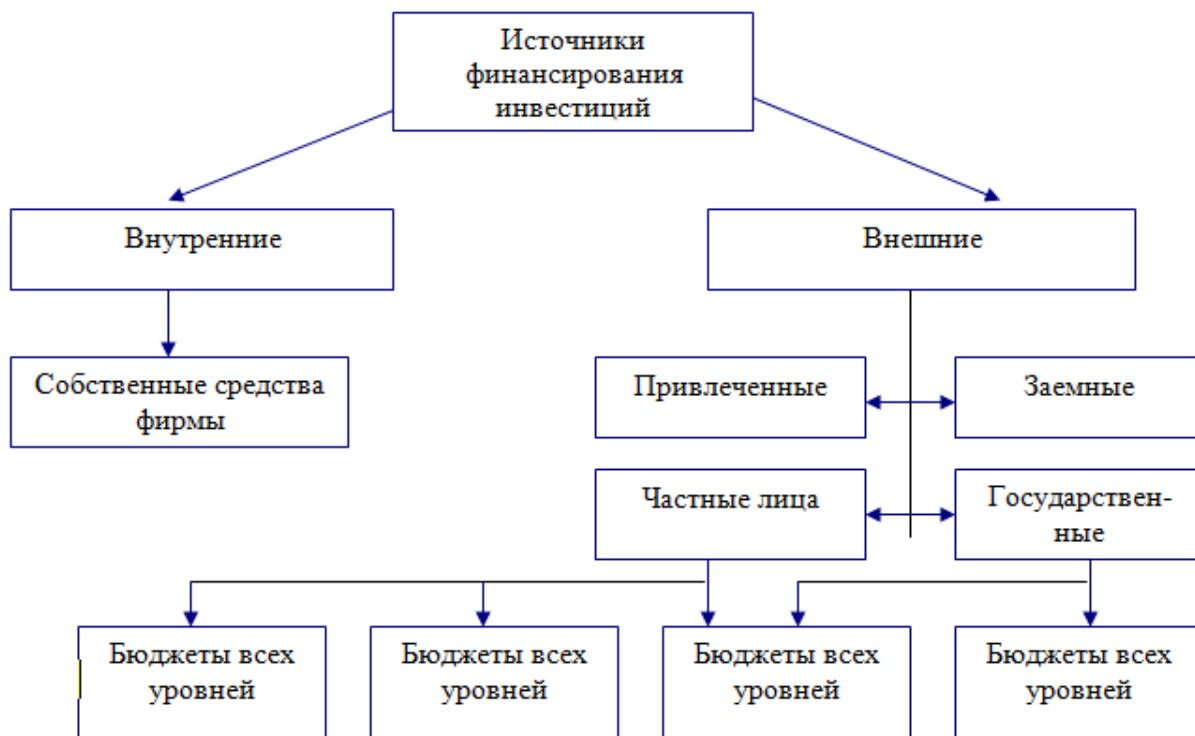 Источники
финансирования
инвестиций
Внутренние
Внешние
Собственные средства
фирмы
Привлеченные
Заемные
Частные лица
Государствен-
ные
Бюджеты всех
уровней
Бюджеты всех
уровней
Бюджеты всех
уровней
Бюджеты всех
уровней